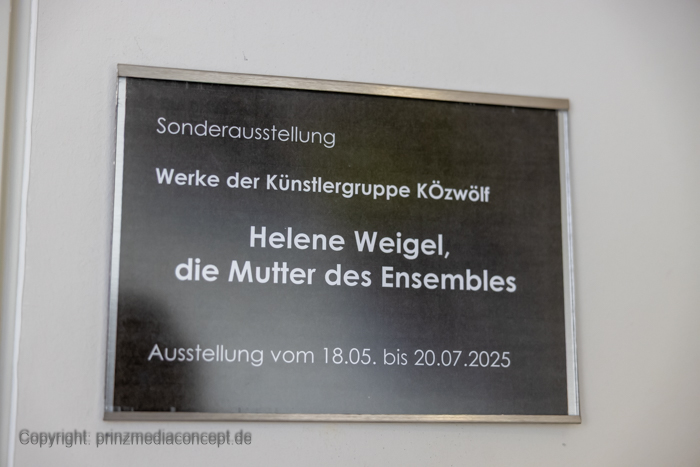 Sonderausstellung
Werke der Künstlergruppe KÖzwölf
Helene Weigel,
die Mutter des Ensembles
Ausstellung vom 18.05. bis 20.07.2025
Copyright: prinzmediaconcept.de